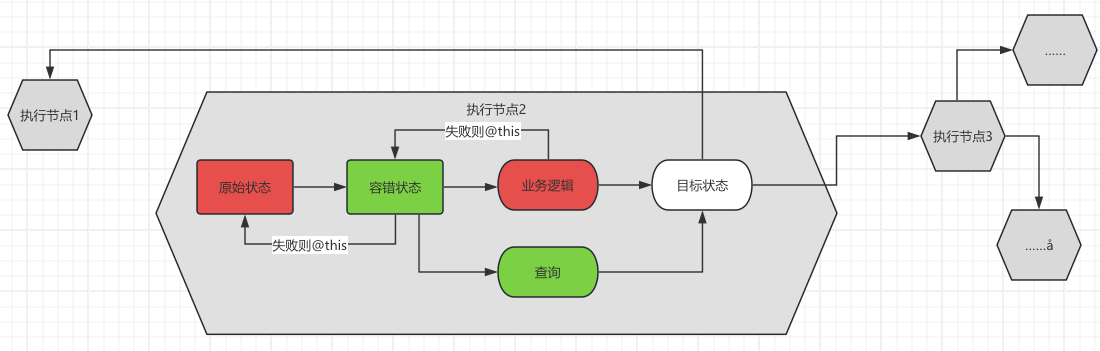 ……
执行节点1
执行节点2
执行节点3
失败则@this
原始状态
容错状态
业务逻辑
目标状态
失败则@this
……å
查询